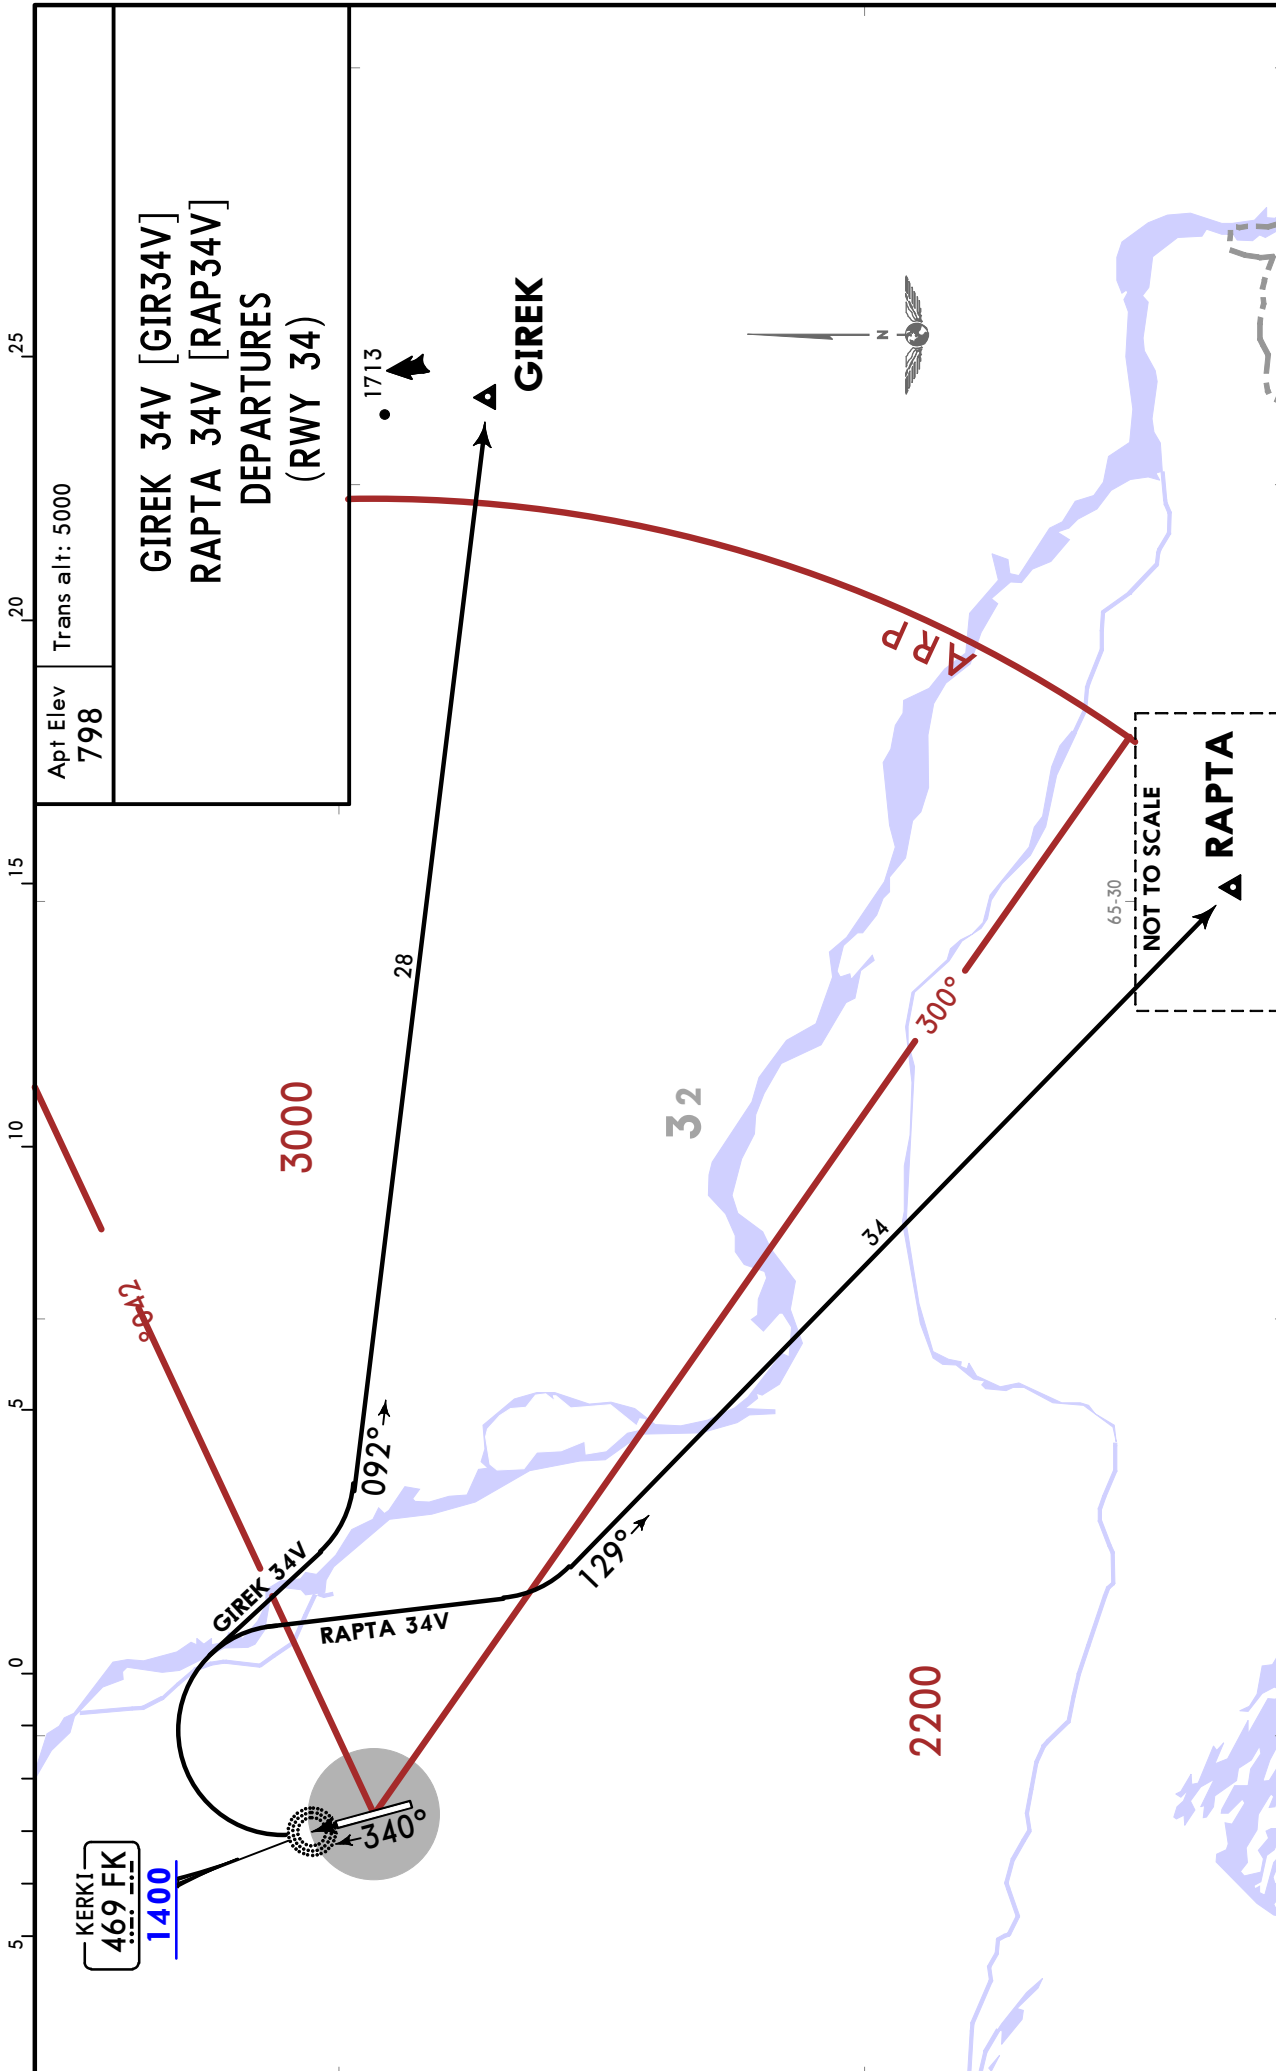 5
0
5
10
15
20
25
Apt Elev
798
Trans alt: 5000
GIREK 34V [GIR34V]
RAPTA 34V [RAP34V]
DEPARTURES
(RWY 34)
KERKI
469 FK
1400
340°
GIREK 34V
RAPTA 34V
092°
28
GIREK
1713
129°
34
RAPTA
NOT TO SCALE
65-30
248°
300°
3000
2200
32
ARP
N